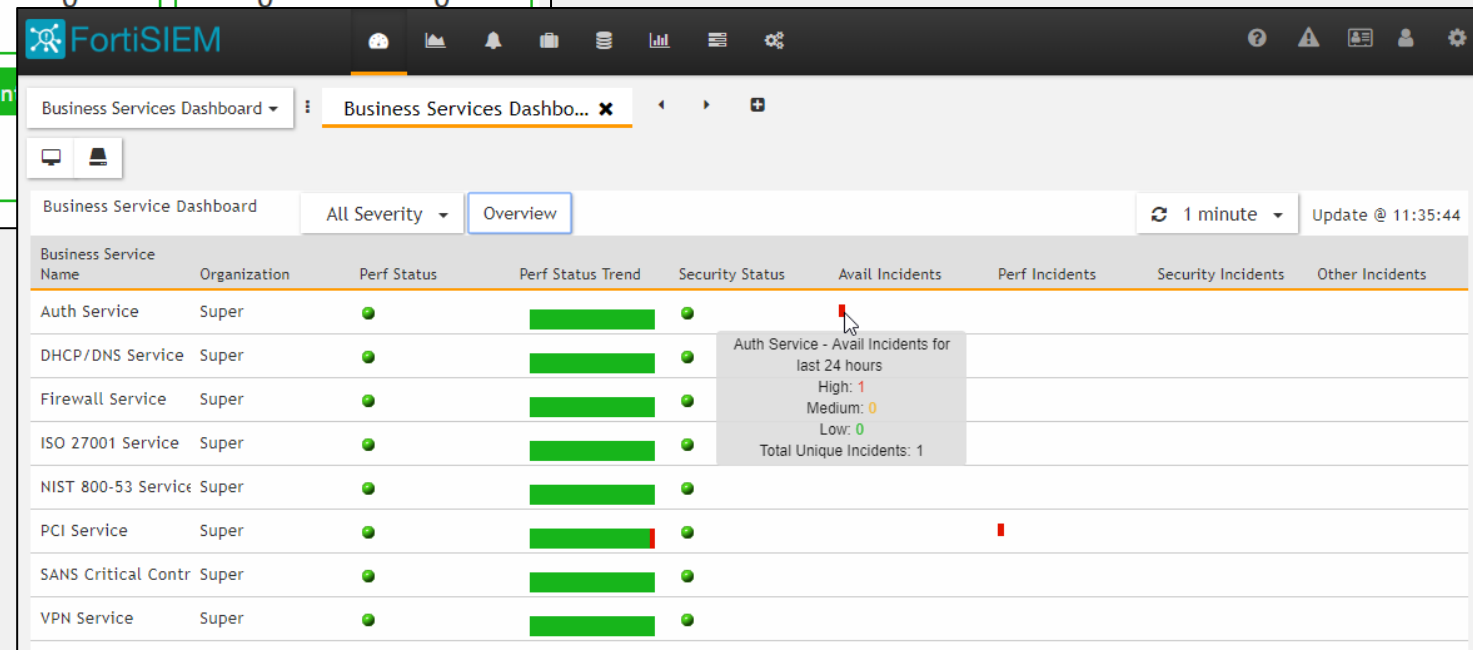 FortiSIEM
Business Services Dashboard
Business Services Dashbo...
Business Service Dashboard
All Severity
Overview
1 minute
Update @ 11:35:44
Business Service Name Organization Perf Status Perf Status Trend Security Status Avail Incidents Perf Incidents Security Incidents Other Incidents
Auth Service Super
DHCP/DNS Service Super
Firewall Service Super
ISO 27001 Service Super
NIST 800-53 Service Super
PCI Service Super
SANS Critical Contr Super
VPN Service Super
Auth Service - Avail Incidents for
last 24 hours
High: 1
Medium: 0
Low: 0
Total Unique Incidents: 1